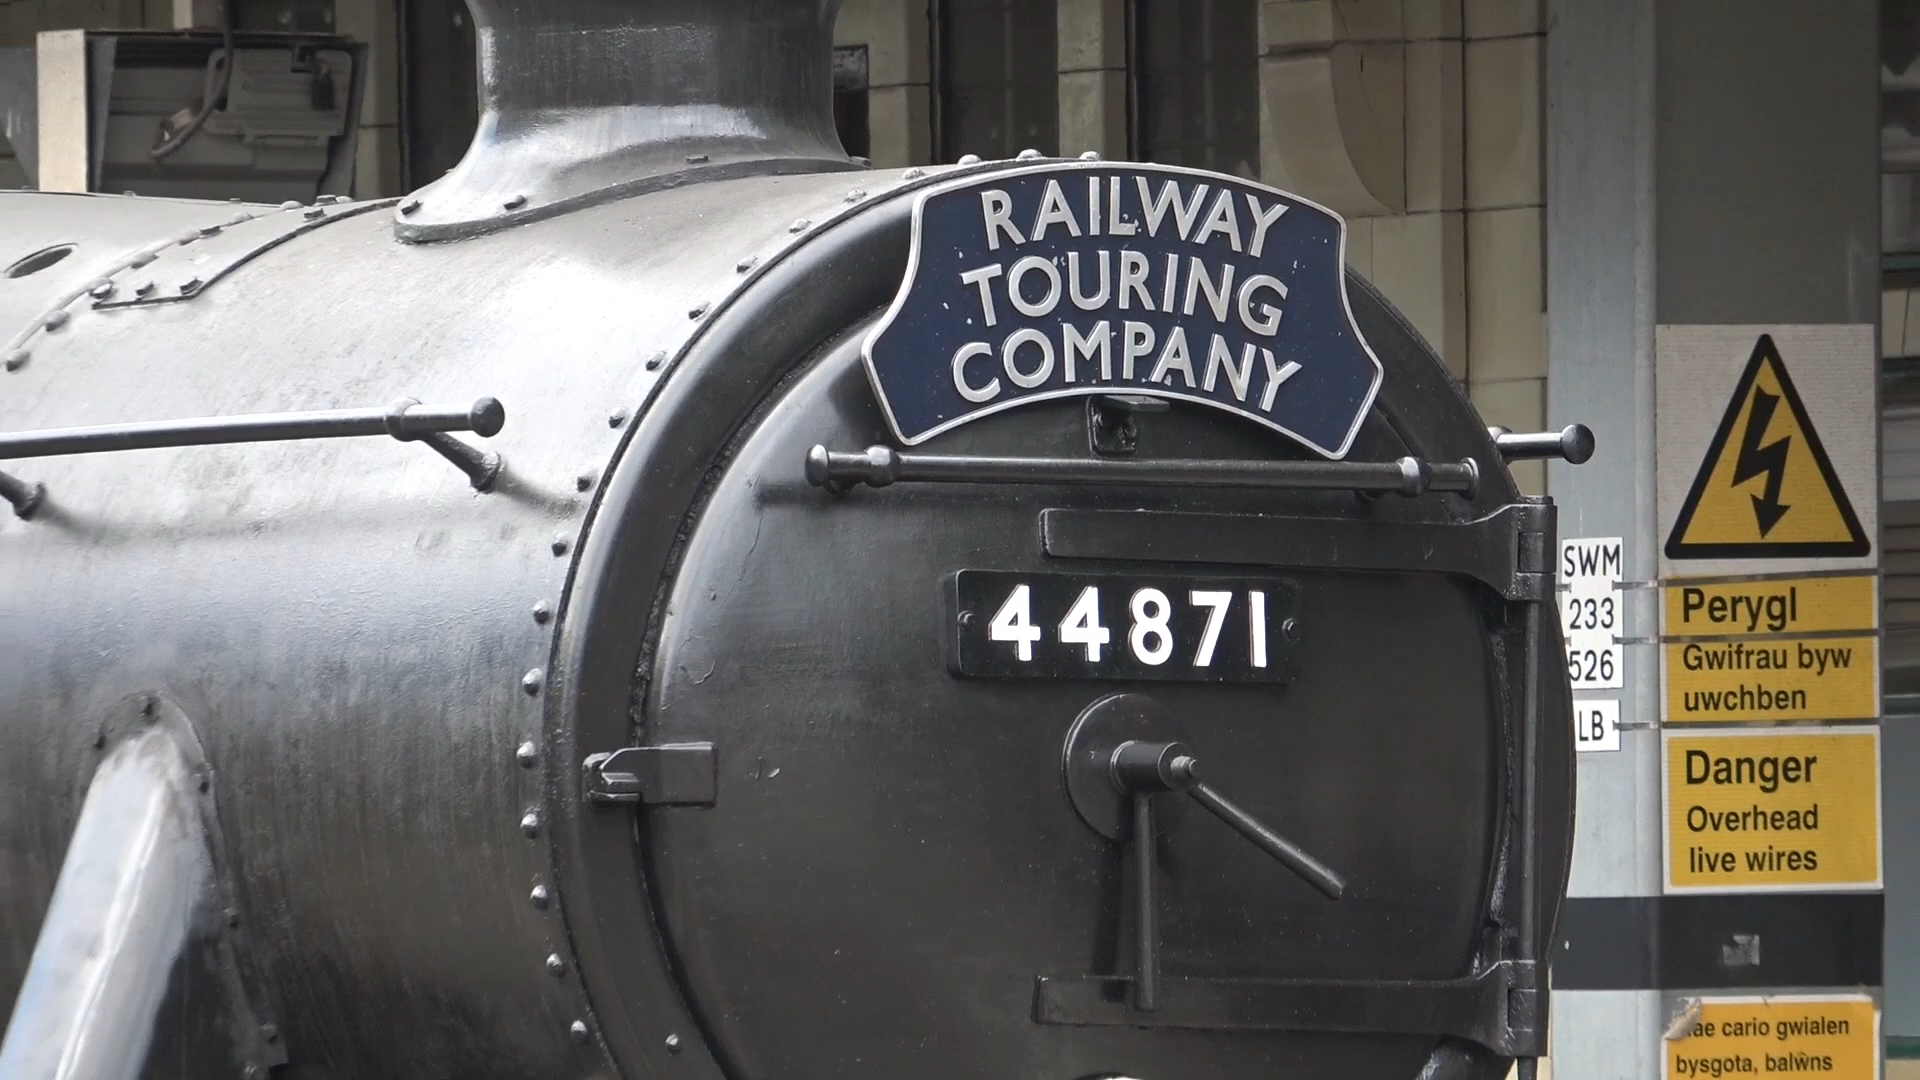 RAILWAY
TOURING
COMPANY
44871
SWM
233
526
LB
Perygl
Gwifrau byw
uwchben
Danger
Overhead
live wires
cario gwialen
bysgota, balŵns